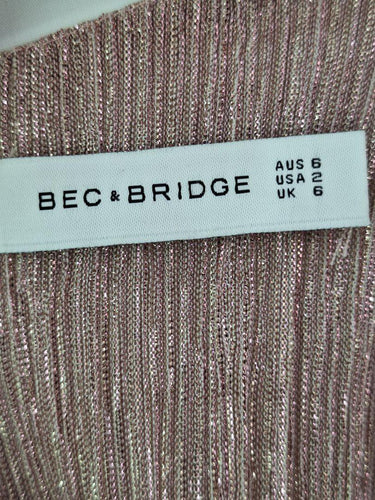 BEC & BRIDGE
AUS 6
USA 2
UK 6